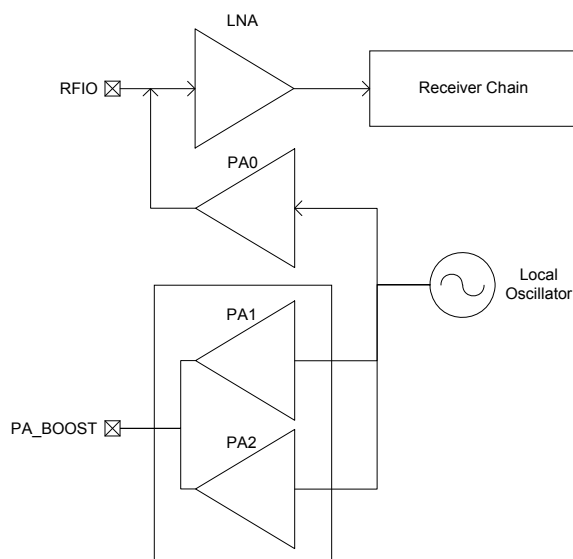 LNA
RFIO
Receiver Chain
PA0
Local
Oscillator
PA1
PA_BOOST
PA2